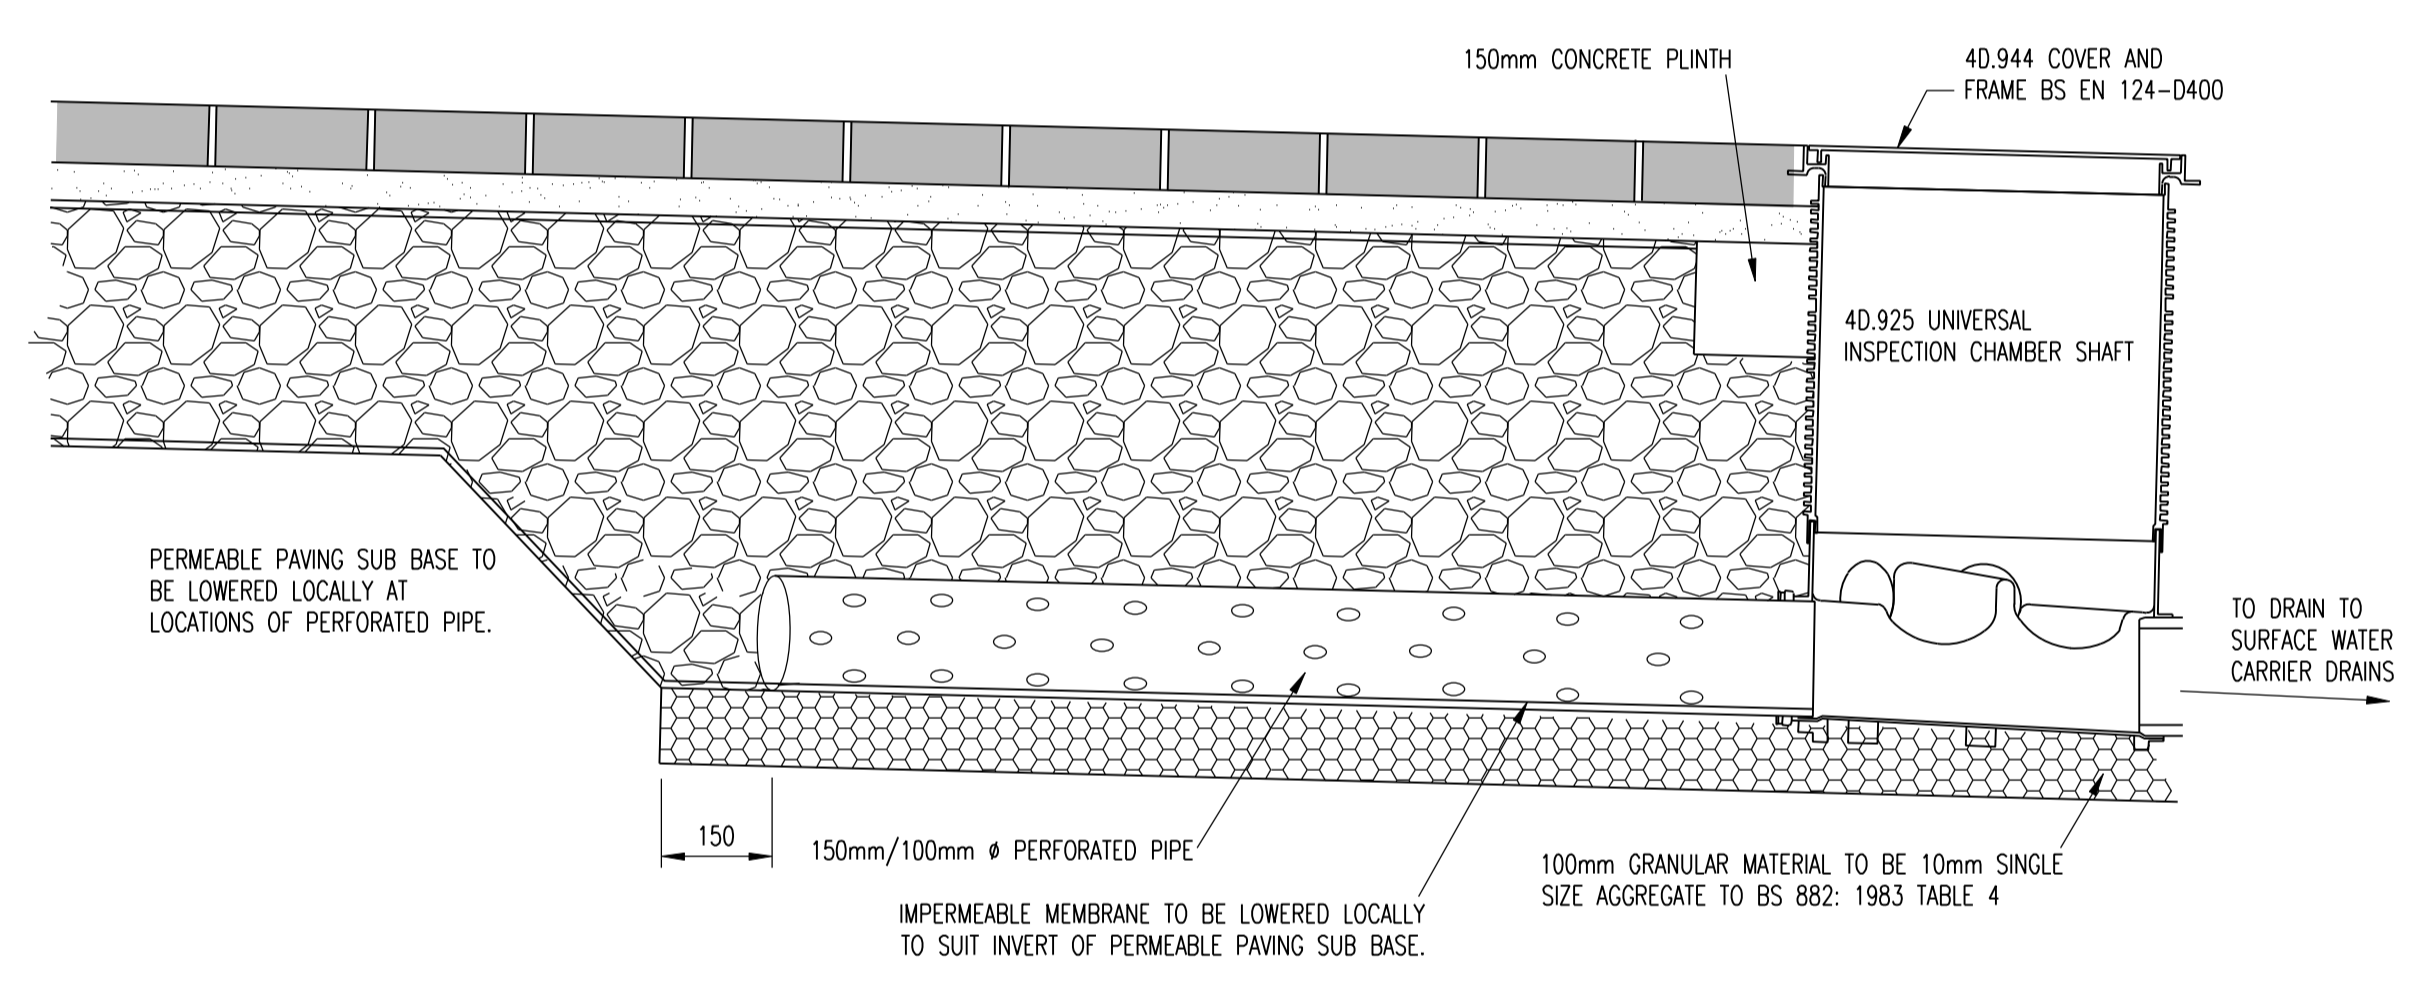 150mm CONCRETE PLINTH
4D.944 COVER AND
FRAME BS EN 124-D400
4D.925 UNIVERSAL
INSPECTION CHAMBER SHAFT
PERMEABLE PAVING SUB BASE TO
BE LOWERED LOCALLY AT
LOCATIONS OF PERFORATED PIPE.
TO DRAIN TO
SURFACE WATER
CARRIER DRAINS
150
150mm/100mm ø PERFORATED PIPE
100mm GRANULAR MATERIAL TO BE 10mm SINGLE
SIZE AGGREGATE TO BS 882: 1983 TABLE 4
IMPERMEABLE MEMBRANE TO BE LOWERED LOCALLY
TO SUIT INVERT OF PERMEABLE PAVING SUB BASE.